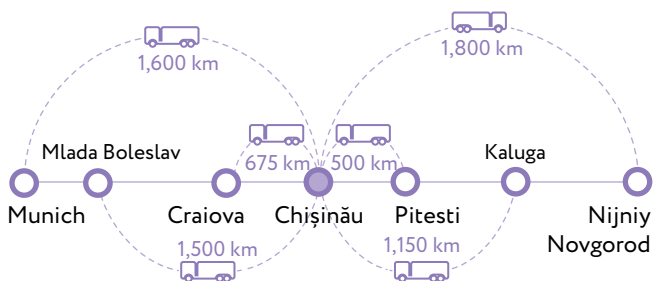 1,600 km
1,800 km
Mlada Boleslav
675 km
500 km
Kaluga
Munich
Craiova
Chișinău
Pitesti
Nijniy
Novgorod
1,500 km
1,150 km